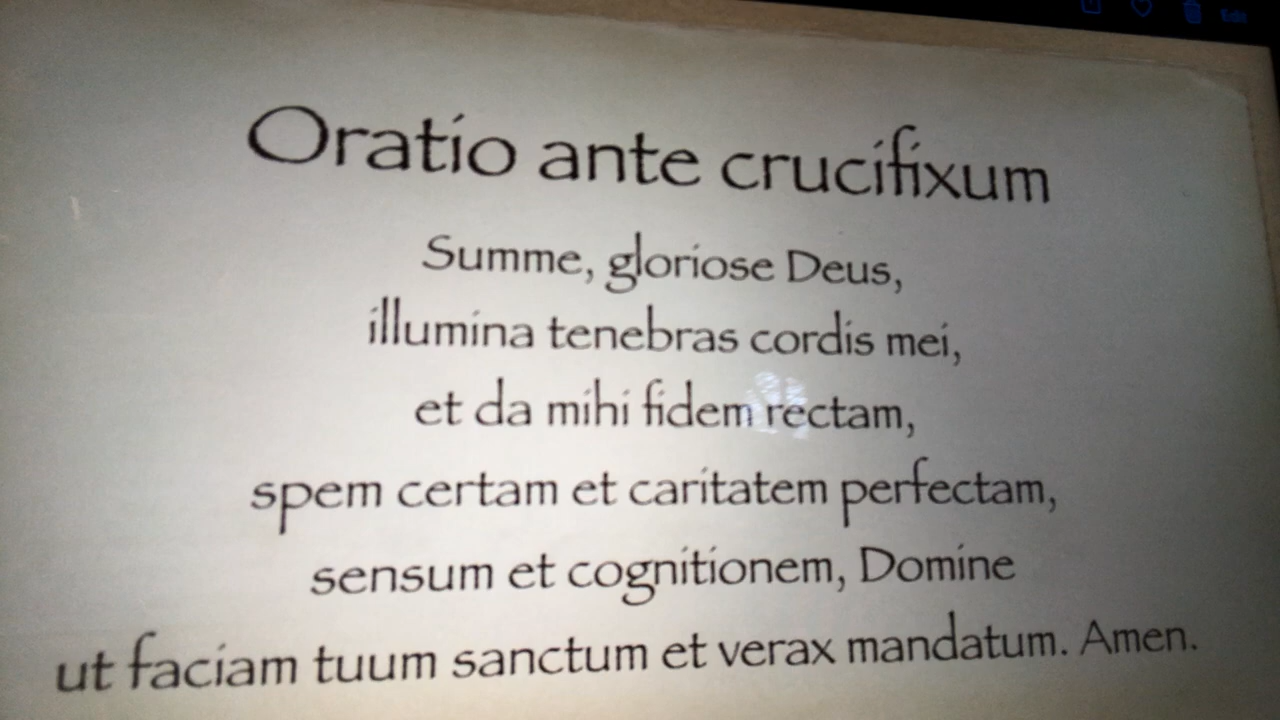 Edit
Oratio ante crucifixum
Summe, gloriose Deus,
illumina tenebras cordis mei,
et da mihi fidem rectam,
spem certam et caritatem perfectam,
sensum et cognitionem, Domine
ut faciam tuum sanctum et verax mandatum. Amen.